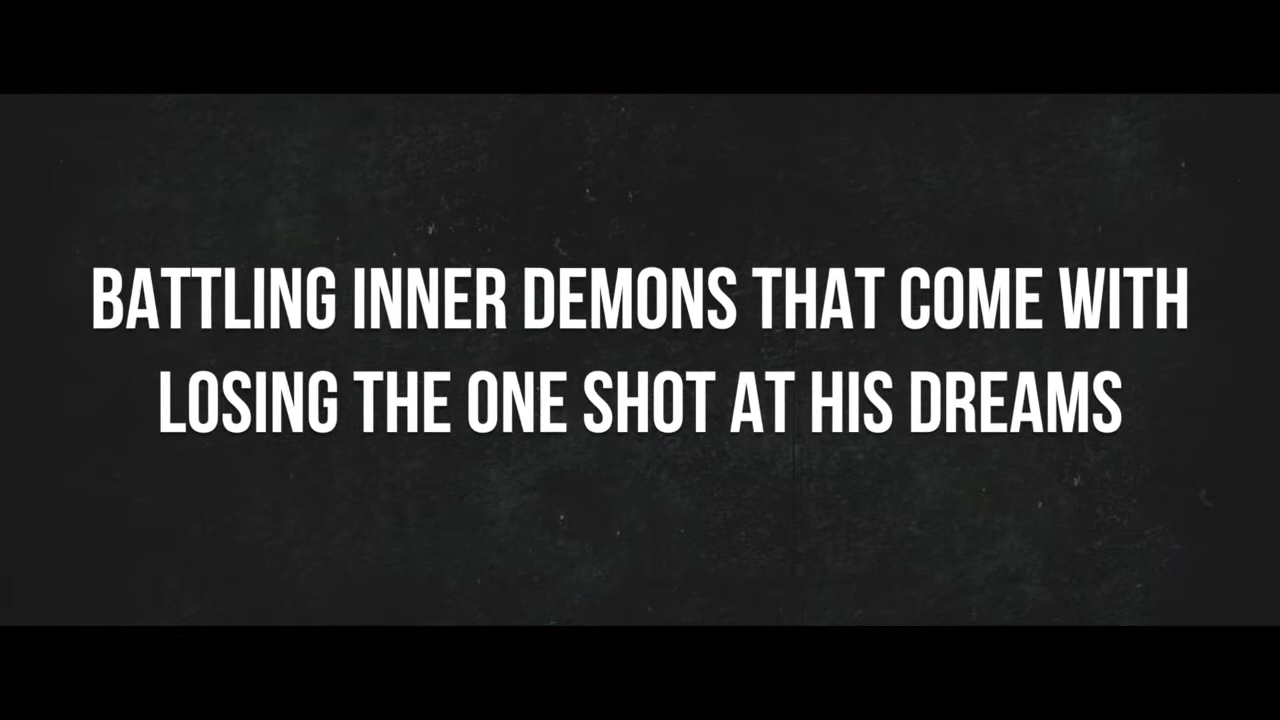 BATTLING INNER DEMONS THAT COME WITH
LOSING THE ONE SHOT AT HIS DREAMS